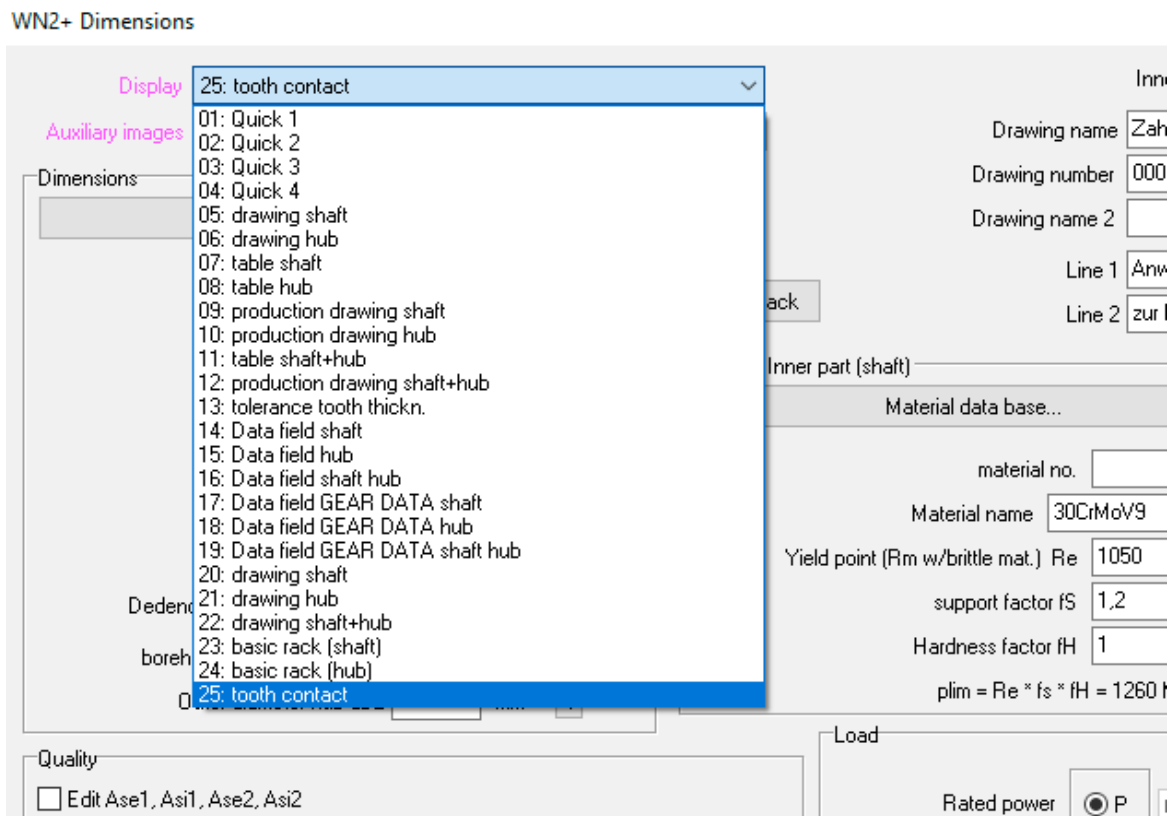 WN2+ Dimensions
Display 25: tooth contact
Auxiliary images
01: Quick 1
02: Quick 2
03: Quick 3
04: Quick 4
05: drawing shaft
06: drawing hub
07: table shaft
08: table hub
09: production drawing shaft
10: production drawing hub
11: table shaft+hub
12: production drawing shaft+hub
13: tolerance tooth thickn.
14: Data field shaft
15: Data field hub
16: Data field shaft hub
17: Data field GEAR DATA shaft
18: Data field GEAR DATA hub
19: Data field GEAR DATA shaft hub
20: drawing shaft
21: drawing hub
22: drawing shaft+hub
23: basic rack (shaft)
24: basic rack (hub)
25: tooth contact
Dimensions
Dedend
boreh
ack
Inne
Drawing name Zah
Drawing number 000
Drawing name 2
Line 1 Anw
Line 2 zur
Inner part (shaft)
Material data base...
material no.
Material name 30CrMoV9
Yield point (Rm w/brittle mat.) Re 1050
support factor fS 1,2
Hardness factor fH 1
plim = Re * fs * fH = 1260 N
Quality
Edit Ase1, Asi1, Ase2, Asi2
Load
Rated power P